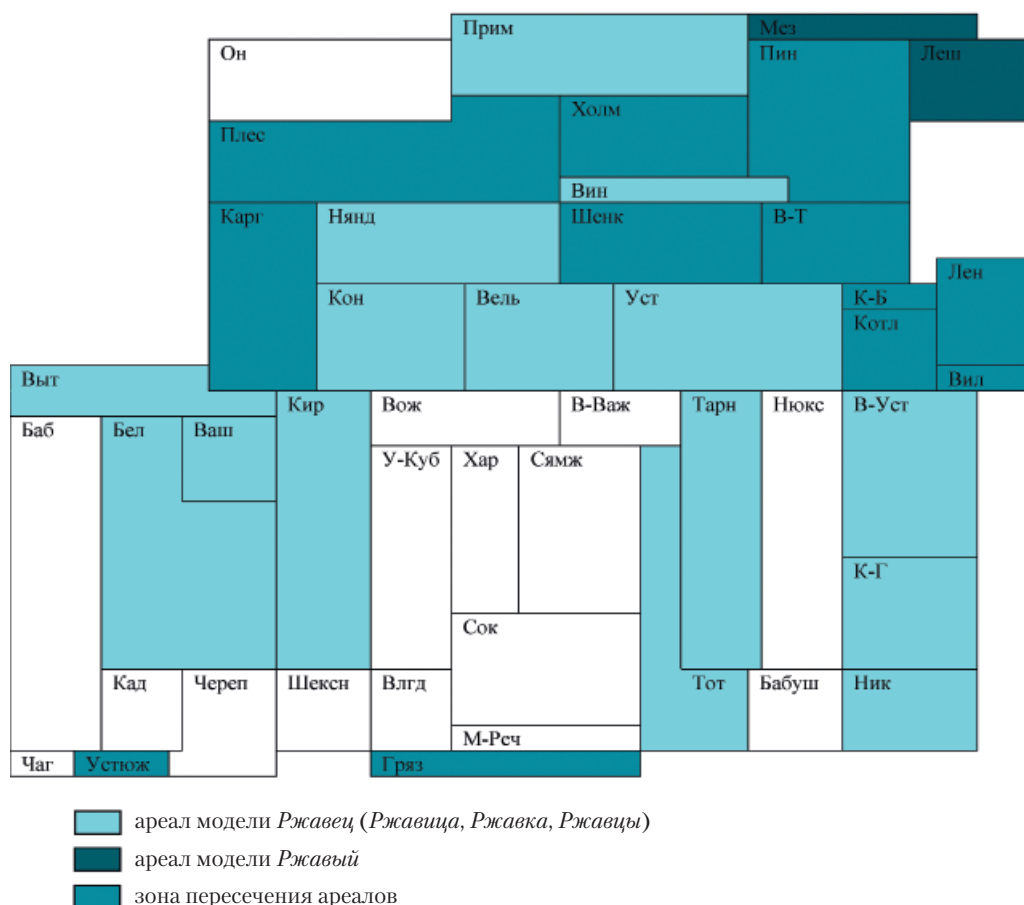 Прим
Мез
Он
Пин
Леш
Холм
Плес
Вин
Карг
Нянд
Шенк
В-Т
Лен
Кон
Вель
Уст
К-Б
Котл
Выт
Вил
Кир
Вож
В-Важ
Тарн
Нюкс
В-Уст
Баб
Бел
Ваш
У-Куб
Хар
Сямж
К-Г
Сок
Кад
Череп
Шексн
Влгд
Тот
Бабуш
Ник
М-Реч
Чаг
Устюж
Гряз
ареал модели Ржавец (Ржавица, Ржавка, Ржавцы)
ареал модели Ржавый
зона пересечения ареалов